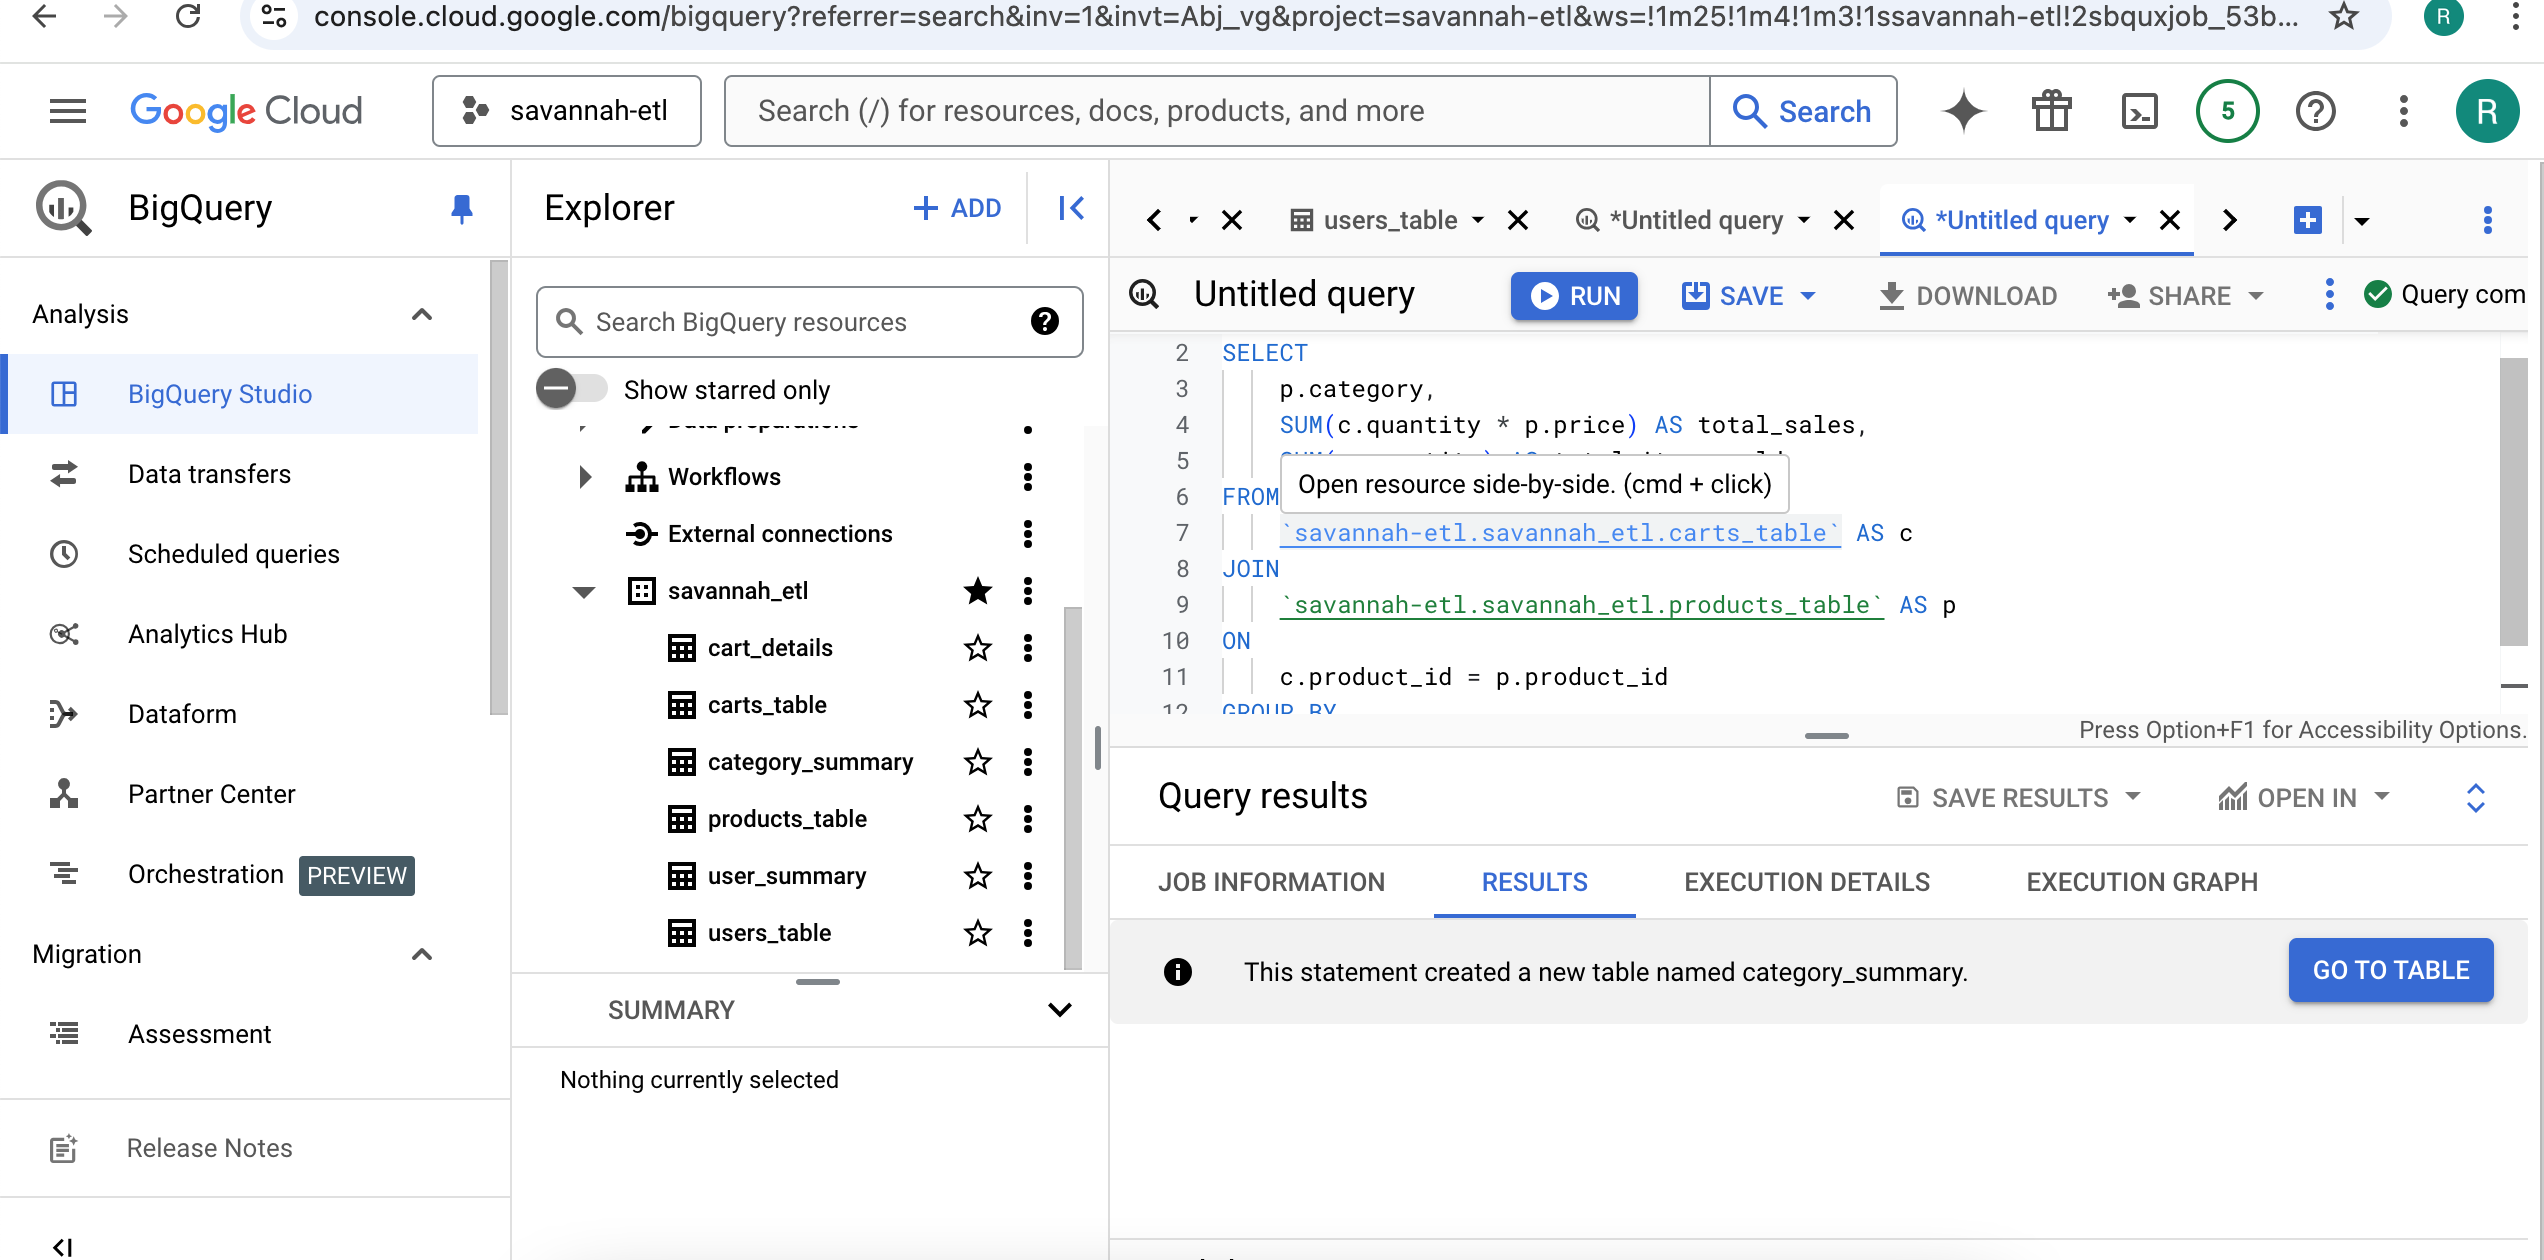 console.cloud.google.com/bigquery?referrer=search&inv=1&invt=Abj_vg&project=savannah-etl&ws=!1m25!1m4!1m3!1ssavannah-etl!2sbquxjob_53b...
R
Google Cloud
savannah-etl
Search (/) for resources, docs, products, and more
Search
5
R
BigQuery
Analysis
BigQuery Studio
Data transfers
Scheduled queries
Analytics Hub
Dataform
Partner Center
Orchestration PREVIEW
Migration
Assessment
Release Notes
Explorer
ADD
Search BigQuery resources
Show starred only
Data preparations
Workflows
External connections
savannah_etl
cart_details
carts_table
category_summary
products_table
user_summary
users_table
SUMMARY
Nothing currently selected
users_table
*Untitled query
*Untitled query
Untitled query
RUN
SAVE
DOWNLOAD
SHARE
Query com
2 SELECT
3 p.category,
4 SUM(c.quantity * p.price) AS total_sales,
5
Open resource side-by-side. (cmd + click)
6 FROM
7 `savannah-etl.savannah_etl.carts_table` AS c
8 JOIN
9 `savannah-etl.savannah_etl.products_table` AS p
10 ON
11 c.product_id = p.product_id
12 GROUP BY
Press Option+F1 for Accessibility Options.
Query results
SAVE RESULTS
OPEN IN
JOB INFORMATION
RESULTS
EXECUTION DETAILS
EXECUTION GRAPH
This statement created a new table named category_summary.
GO TO TABLE